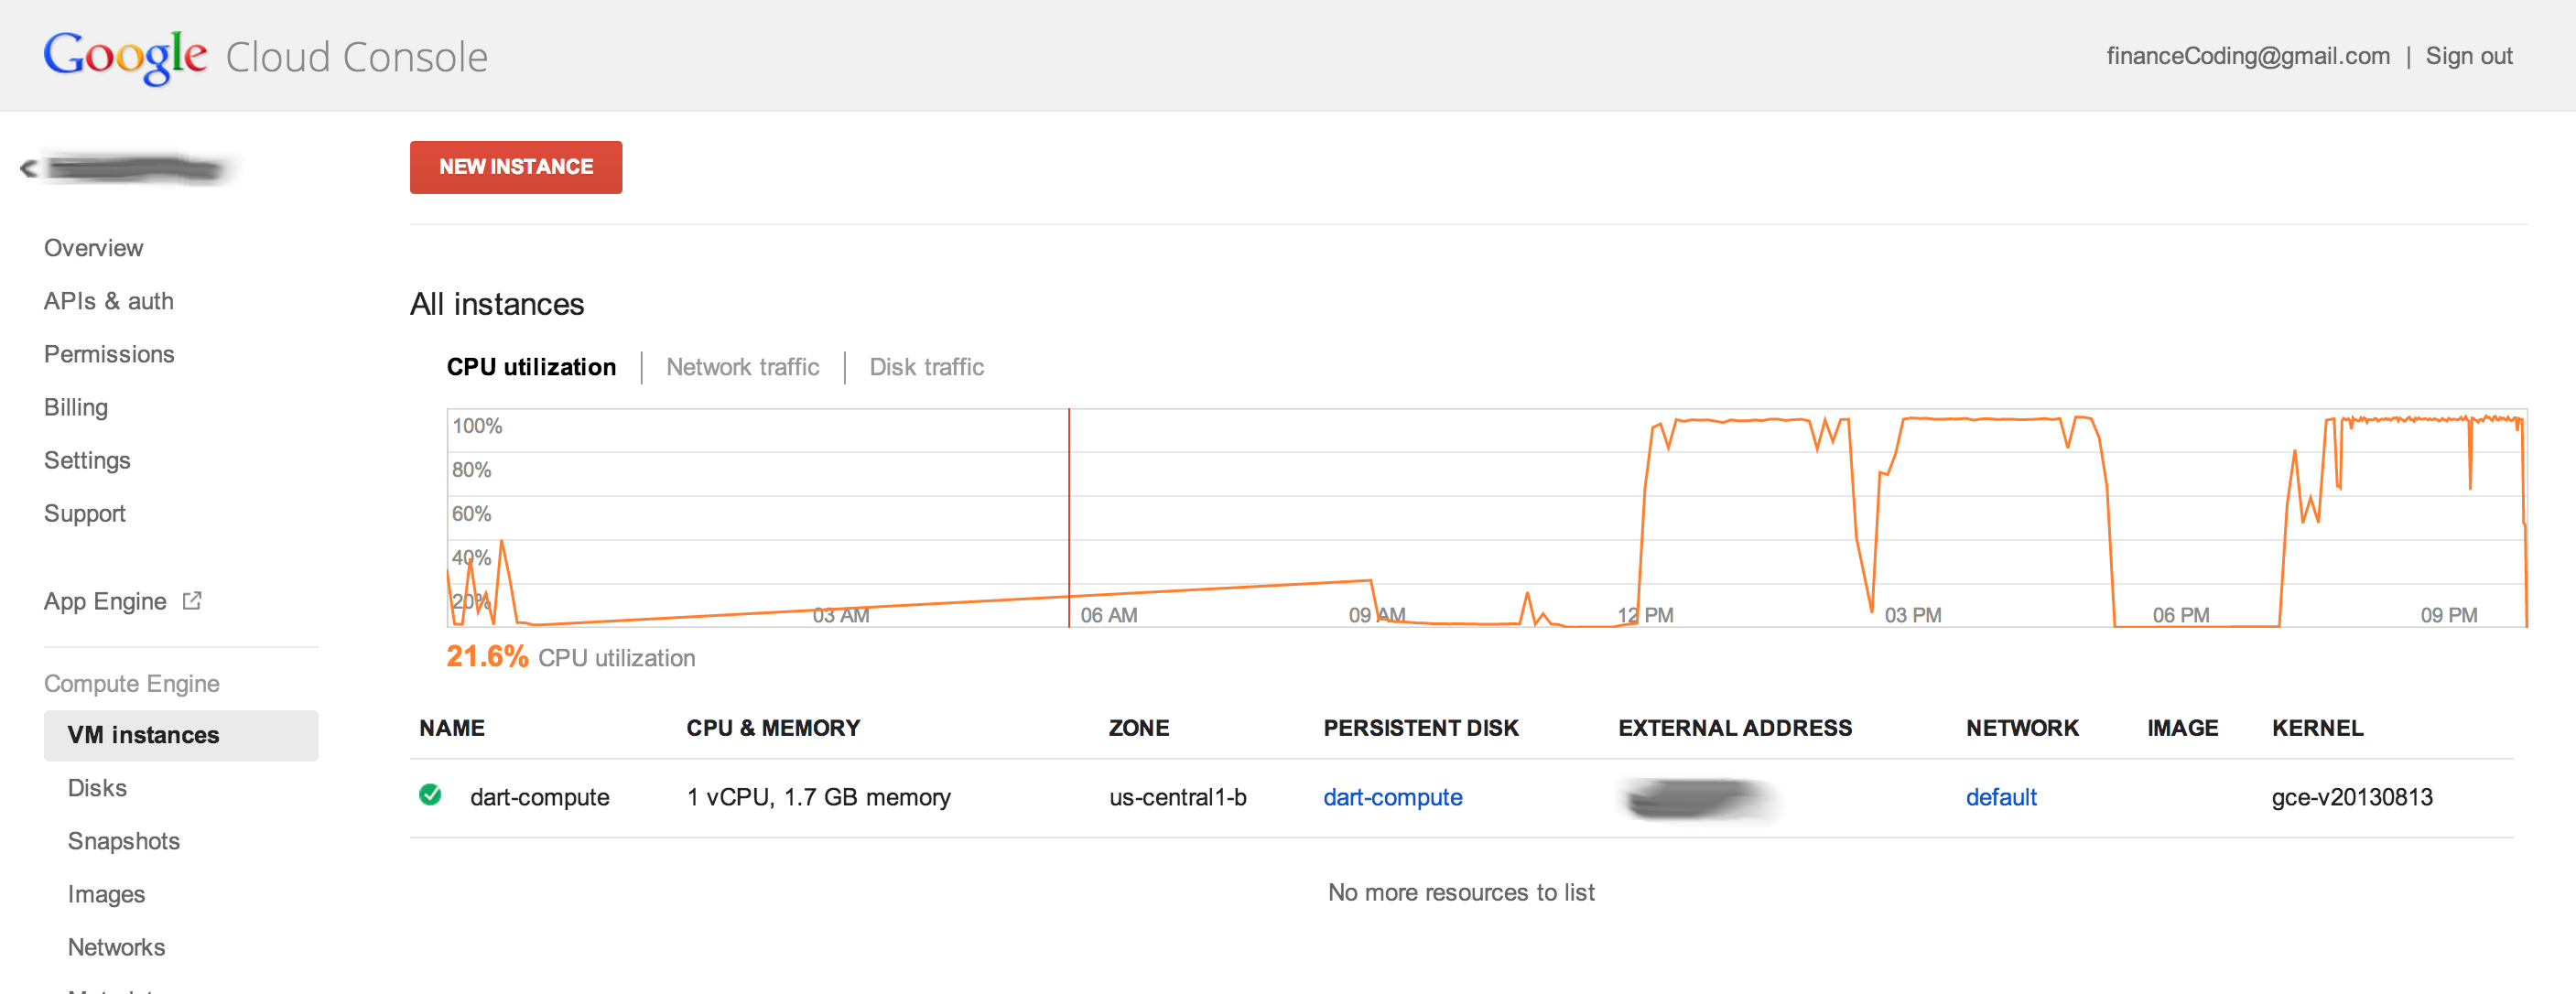 Google Cloud Console
financeCoding@gmail.com | Sign out
<
NEW INSTANCE
Overview
APIs & auth
Permissions
Billing
Settings
Support
App Engine
Compute Engine
VM instances
Disks
Snapshots
Images
Networks
All instances
CPU utilization | Network traffic | Disk traffic
100%
80%
60%
40%
20%
03 AM 06 AM 09 AM 12 PM 03 PM 06 PM 09 PM
21.6% CPU utilization
NAME CPU & MEMORY ZONE PERSISTENT DISK EXTERNAL ADDRESS NETWORK IMAGE KERNEL
dart-compute 1 vCPU, 1.7 GB memory us-central1-b dart-compute default gce-v20130813
No more resources to list